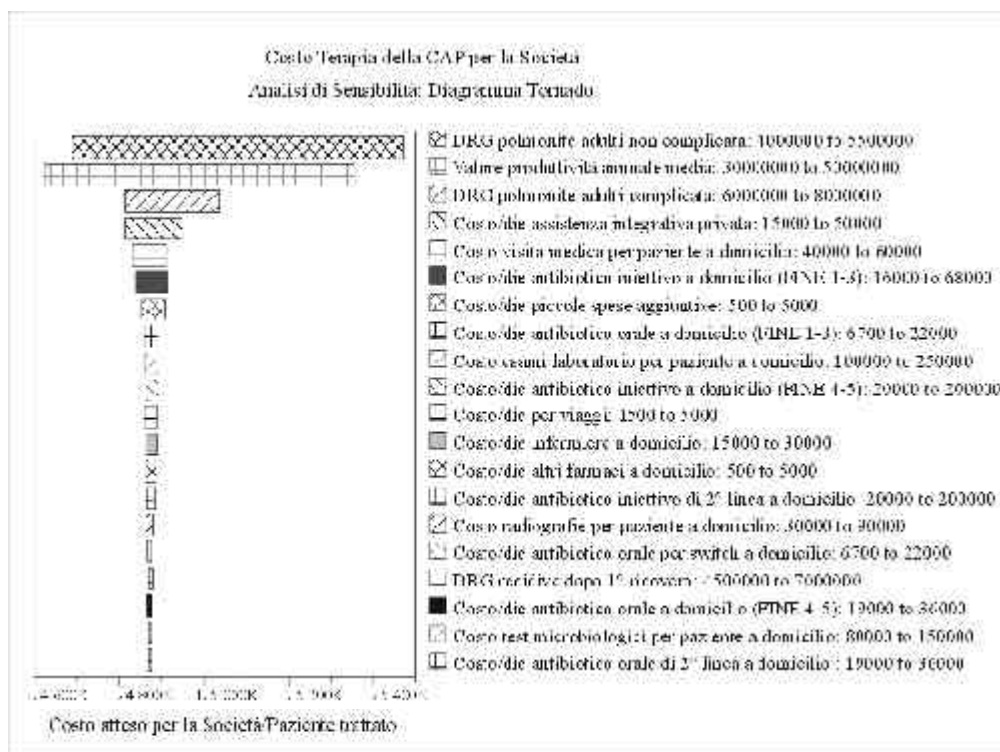 Costo Terapia della CAP per la Società
Analisi di Sensibilità: Diagramma Tornado
DRG polmonite adulti non complicata: 1000000 to 5500000
Valore produttività annuale media: 30000000 to 50000000
DRG polmonite adulti complicata: 6000000 to 8000000
Costo/die assistenza integrativa privata: 15000 to 50000
Costo visita medica per paziente a domicilio: 40000 to 60000
Costo/die antibiotico iniettivo a domicilio (FINE 1-3): 16000 to 68000
Costo/die piccole spese aggiuntive: 500 to 5000
Costo/die antibiotico orale a domicilio (FINE 1-3): 6700 to 22000
Costo esami laboratorio per paziente a domicilio: 100000 to 250000
Costo/die antibiotico iniettivo a domicilio (FINE 4-5): 20000 to 200000
Costo/die per viaggi: 1500 to 5000
Costo/die infermiere a domicilio: 15000 to 30000
Costo/die altri farmaci a domicilio: 500 to 5000
Costo/die antibiotico iniettivo di 2° linea a domicilio: 20000 to 200000
Costo radiografie per paziente a domicilio: 30000 to 90000
Costo/die antibiotico orale per switch a domicilio: 6700 to 22000
DRG recidive dopo 1° ricovero: 4500000 to 7000000
Costo/die antibiotico orale a domicilio (FINE 4-5): 19000 to 36000
Costo test microbiologici per paziente a domicilio: 80000 to 150000
Costo/die antibiotico orale di 2° linea a domicilio : 19000 to 36000
Costo atteso per la Società/Paziente trattato